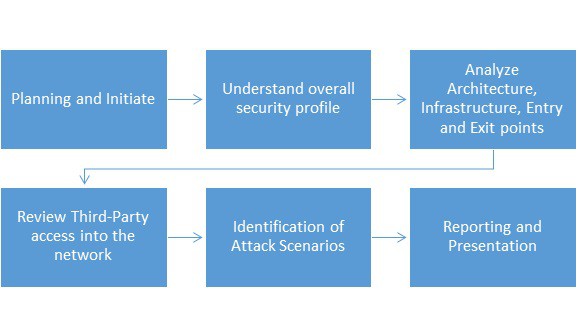 Planning and Initiate
Understand overall
security profile
Analyze
Architecture,
Infrastructure, Entry
and Exit points
Review Third-Party
access into the
network
Identification of
Attack Scenarios
Reporting and
Presentation